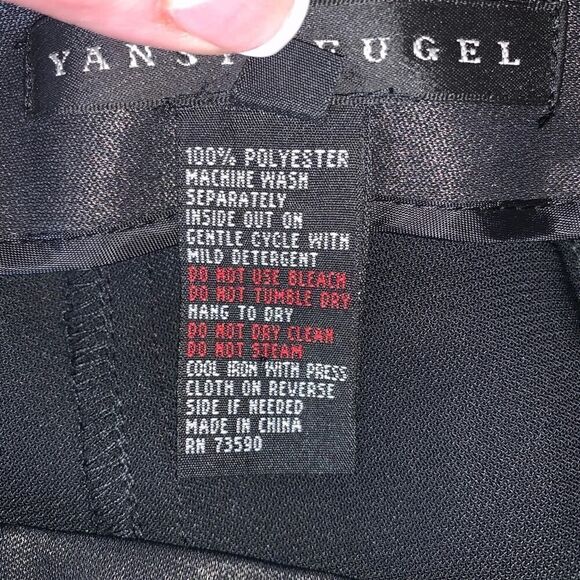 YANSI FUGEL
100% POLYESTER
MACHINE WASH
SEPARATELY
INSIDE OUT ON
GENTLE CYCLE WITH
MILD DETERGENT
DO NOT USE BLEACH
DO NOT TUMBLE DRY
HANG TO DRY
DO NOT DRY CLEAN
DO NOT STEAM
COOL IRON WITH PRESS
CLOTH ON REVERSE
SIDE IF NEEDED
MADE IN CHINA
RN 73590